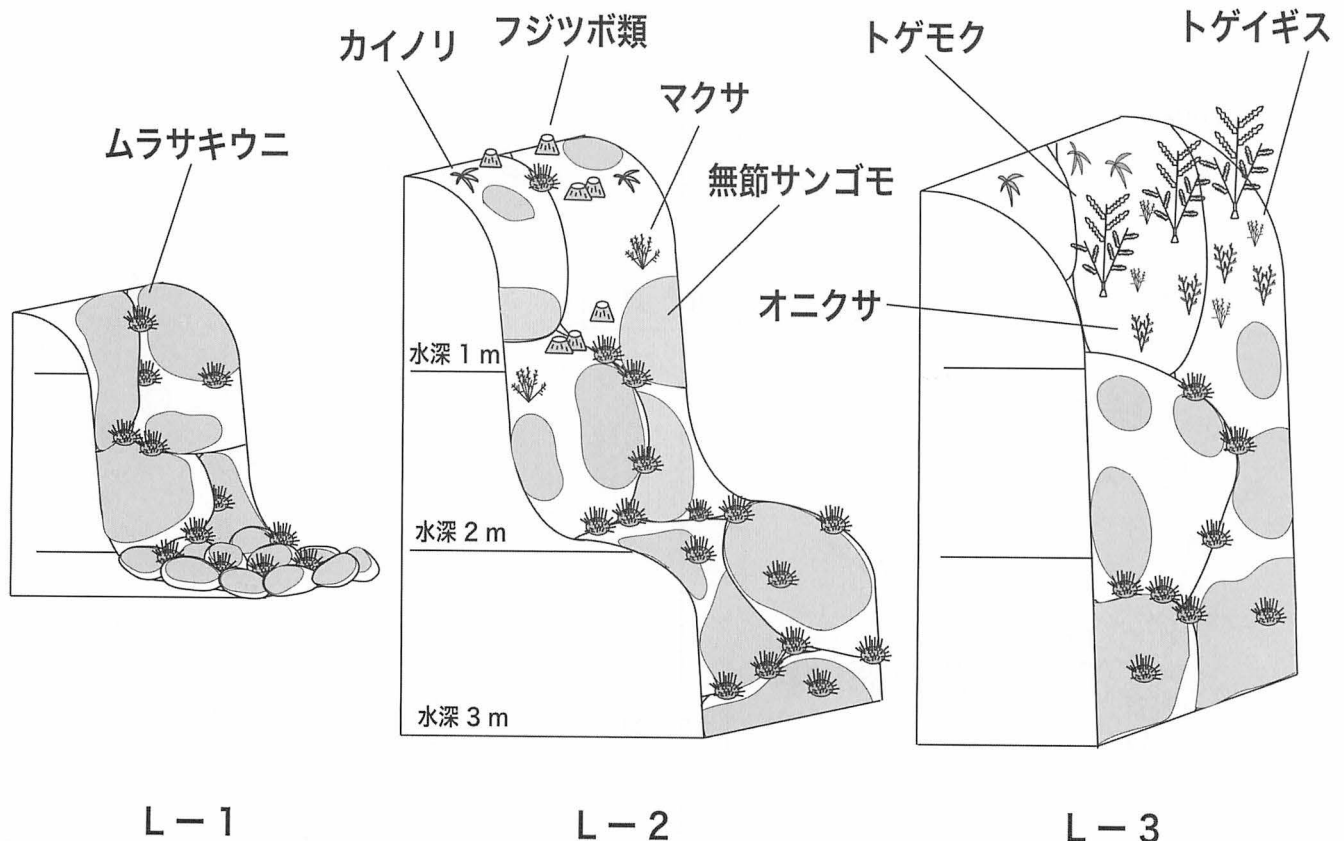 カイノリ
フジツボ類
マクサ
ムラサキウニ
無節サンゴモ
トゲモク
トゲイギス
オニクサ
水深 1 m
水深 2 m
水深 3 m
L－1
L－2
L－3